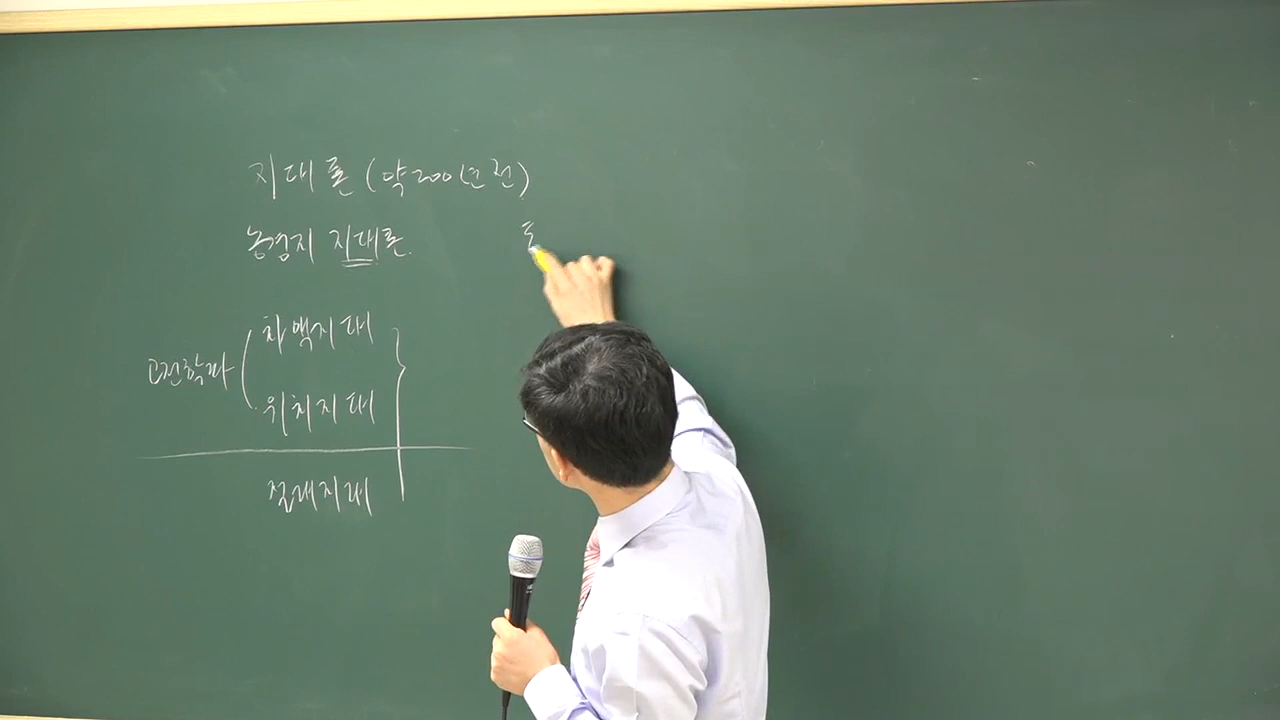 지대론 (약 200년 전)
농경지 지대론.
차액지대
고전학파
위치지대
절대지대